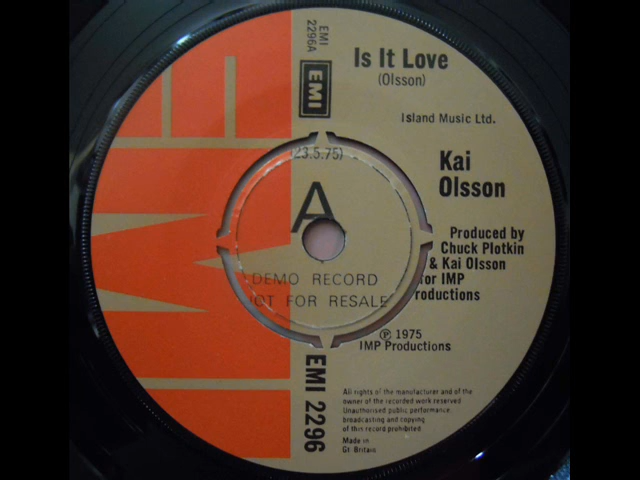 EMI
2296A
EMI
EMI
Is It Love
(Olsson)
Island Music Ltd.
(23.5.75)
A
Kai
Olsson
DEMO RECORD
NOT FOR RESALE
Produced by
Chuck Plotkin
& Kai Olsson
for IMP
Productions
℗ 1975
IMP Productions
EMI 2296
All rights of the manufacturer and of the
owner of the recorded work reserved
Unauthorised public performance,
broadcasting and copying
of this record prohibited
Made in
Gt. Britain